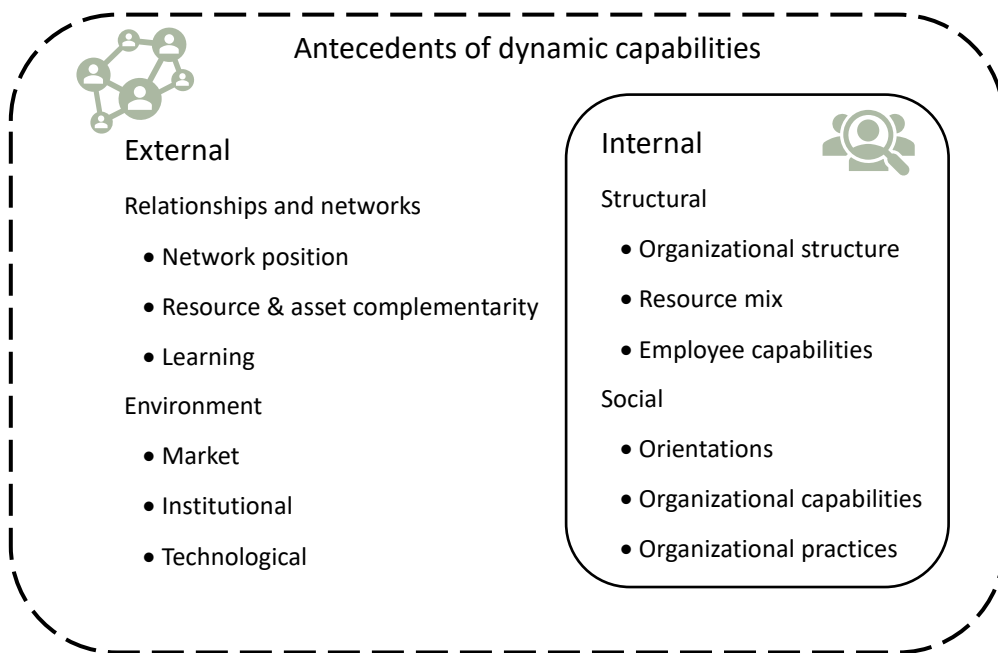 Antecedents of dynamic capabilities
External
Relationships and networks
• Network position
• Resource & asset complementarity
• Learning
Environment
• Market
• Institutional
• Technological
Internal
Structural
• Organizational structure
• Resource mix
• Employee capabilities
Social
• Orientations
• Organizational capabilities
• Organizational practices